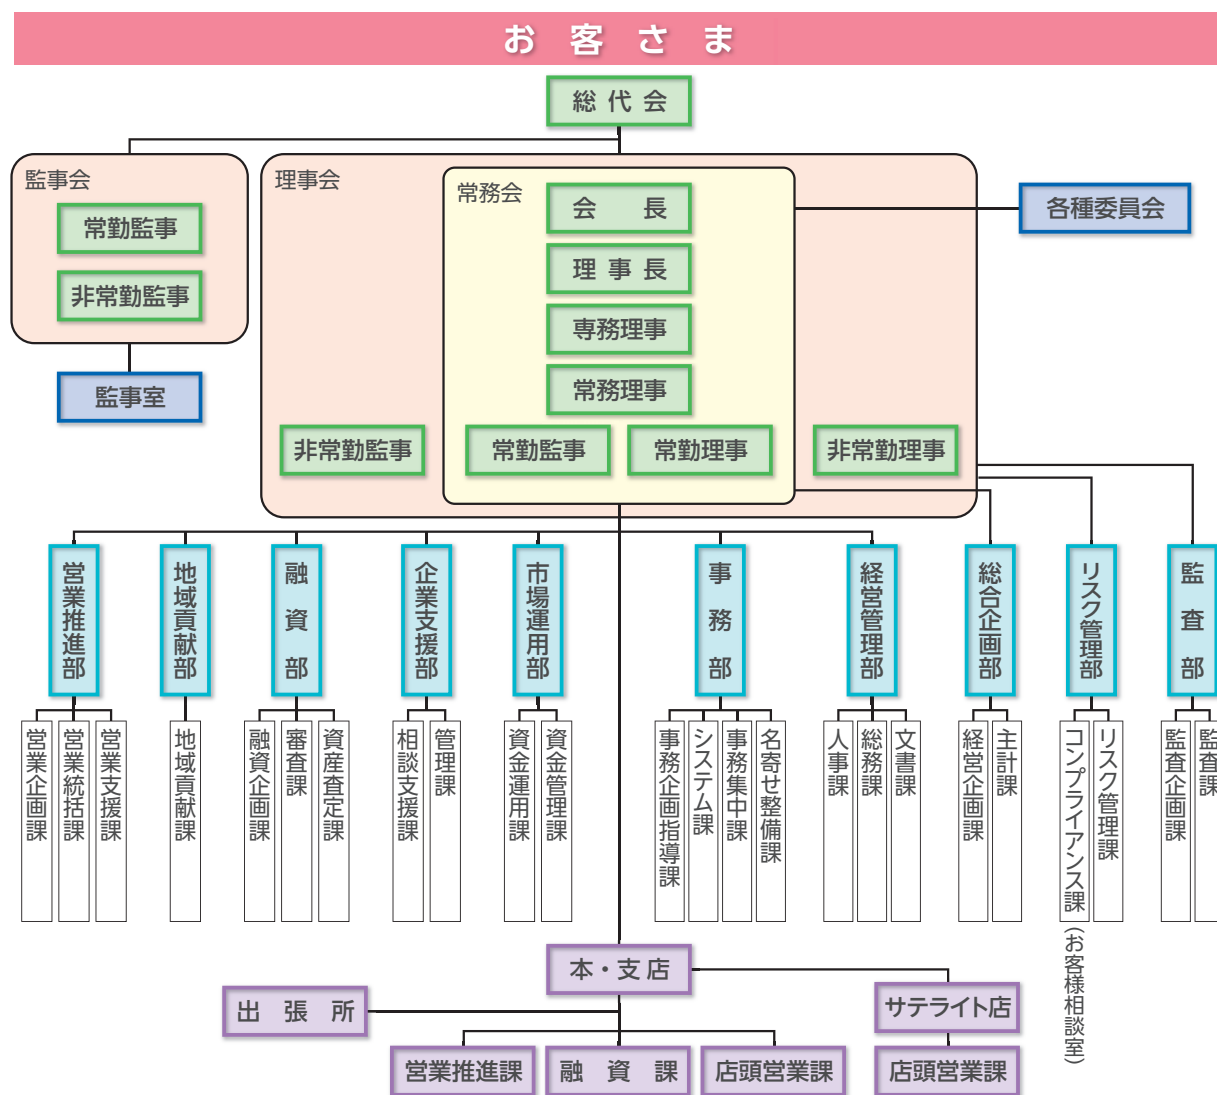 お客さま
総代会
監事会
常勤監事
非常勤監事
監事室
理事会
常務会
会長
理事長
専務理事
常務理事
非常勤監事
常勤監事
常勤理事
非常勤理事
各種委員会
営業推進部
地域貢献部
融資部
企業支援部
市場運用部
事務部
経営管理部
総合企画部
リスク管理部
監査部
営業企画課
営業統括課
営業支援課
地域貢献課
融資企画課
審査課
資産査定課
相談支援課
管理課
資金運用課
資金管理課
事務企画指導課
システム課
事務集中課
名寄せ整備課
人事課
総務課
文書課
経営企画課
主計課
コンプライアンス課(お客様相談室)
リスク管理課
監査企画課
監査課
本・支店
出張所
サテライト店
営業推進課
融資課
店頭営業課
店頭営業課